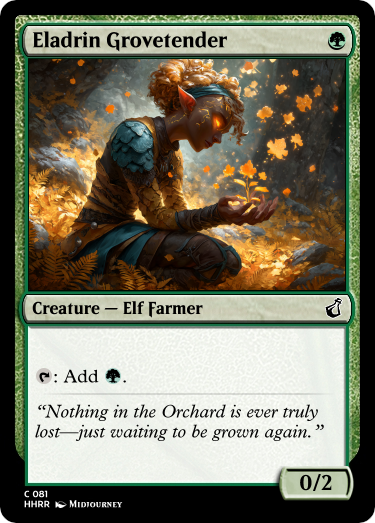 Eladrin Grovetender
Creature — Elf Farmer
: Add .
“Nothing in the Orchard is ever truly
lost—just waiting to be grown again.”
0/2
C 081
HHRR Midjourney